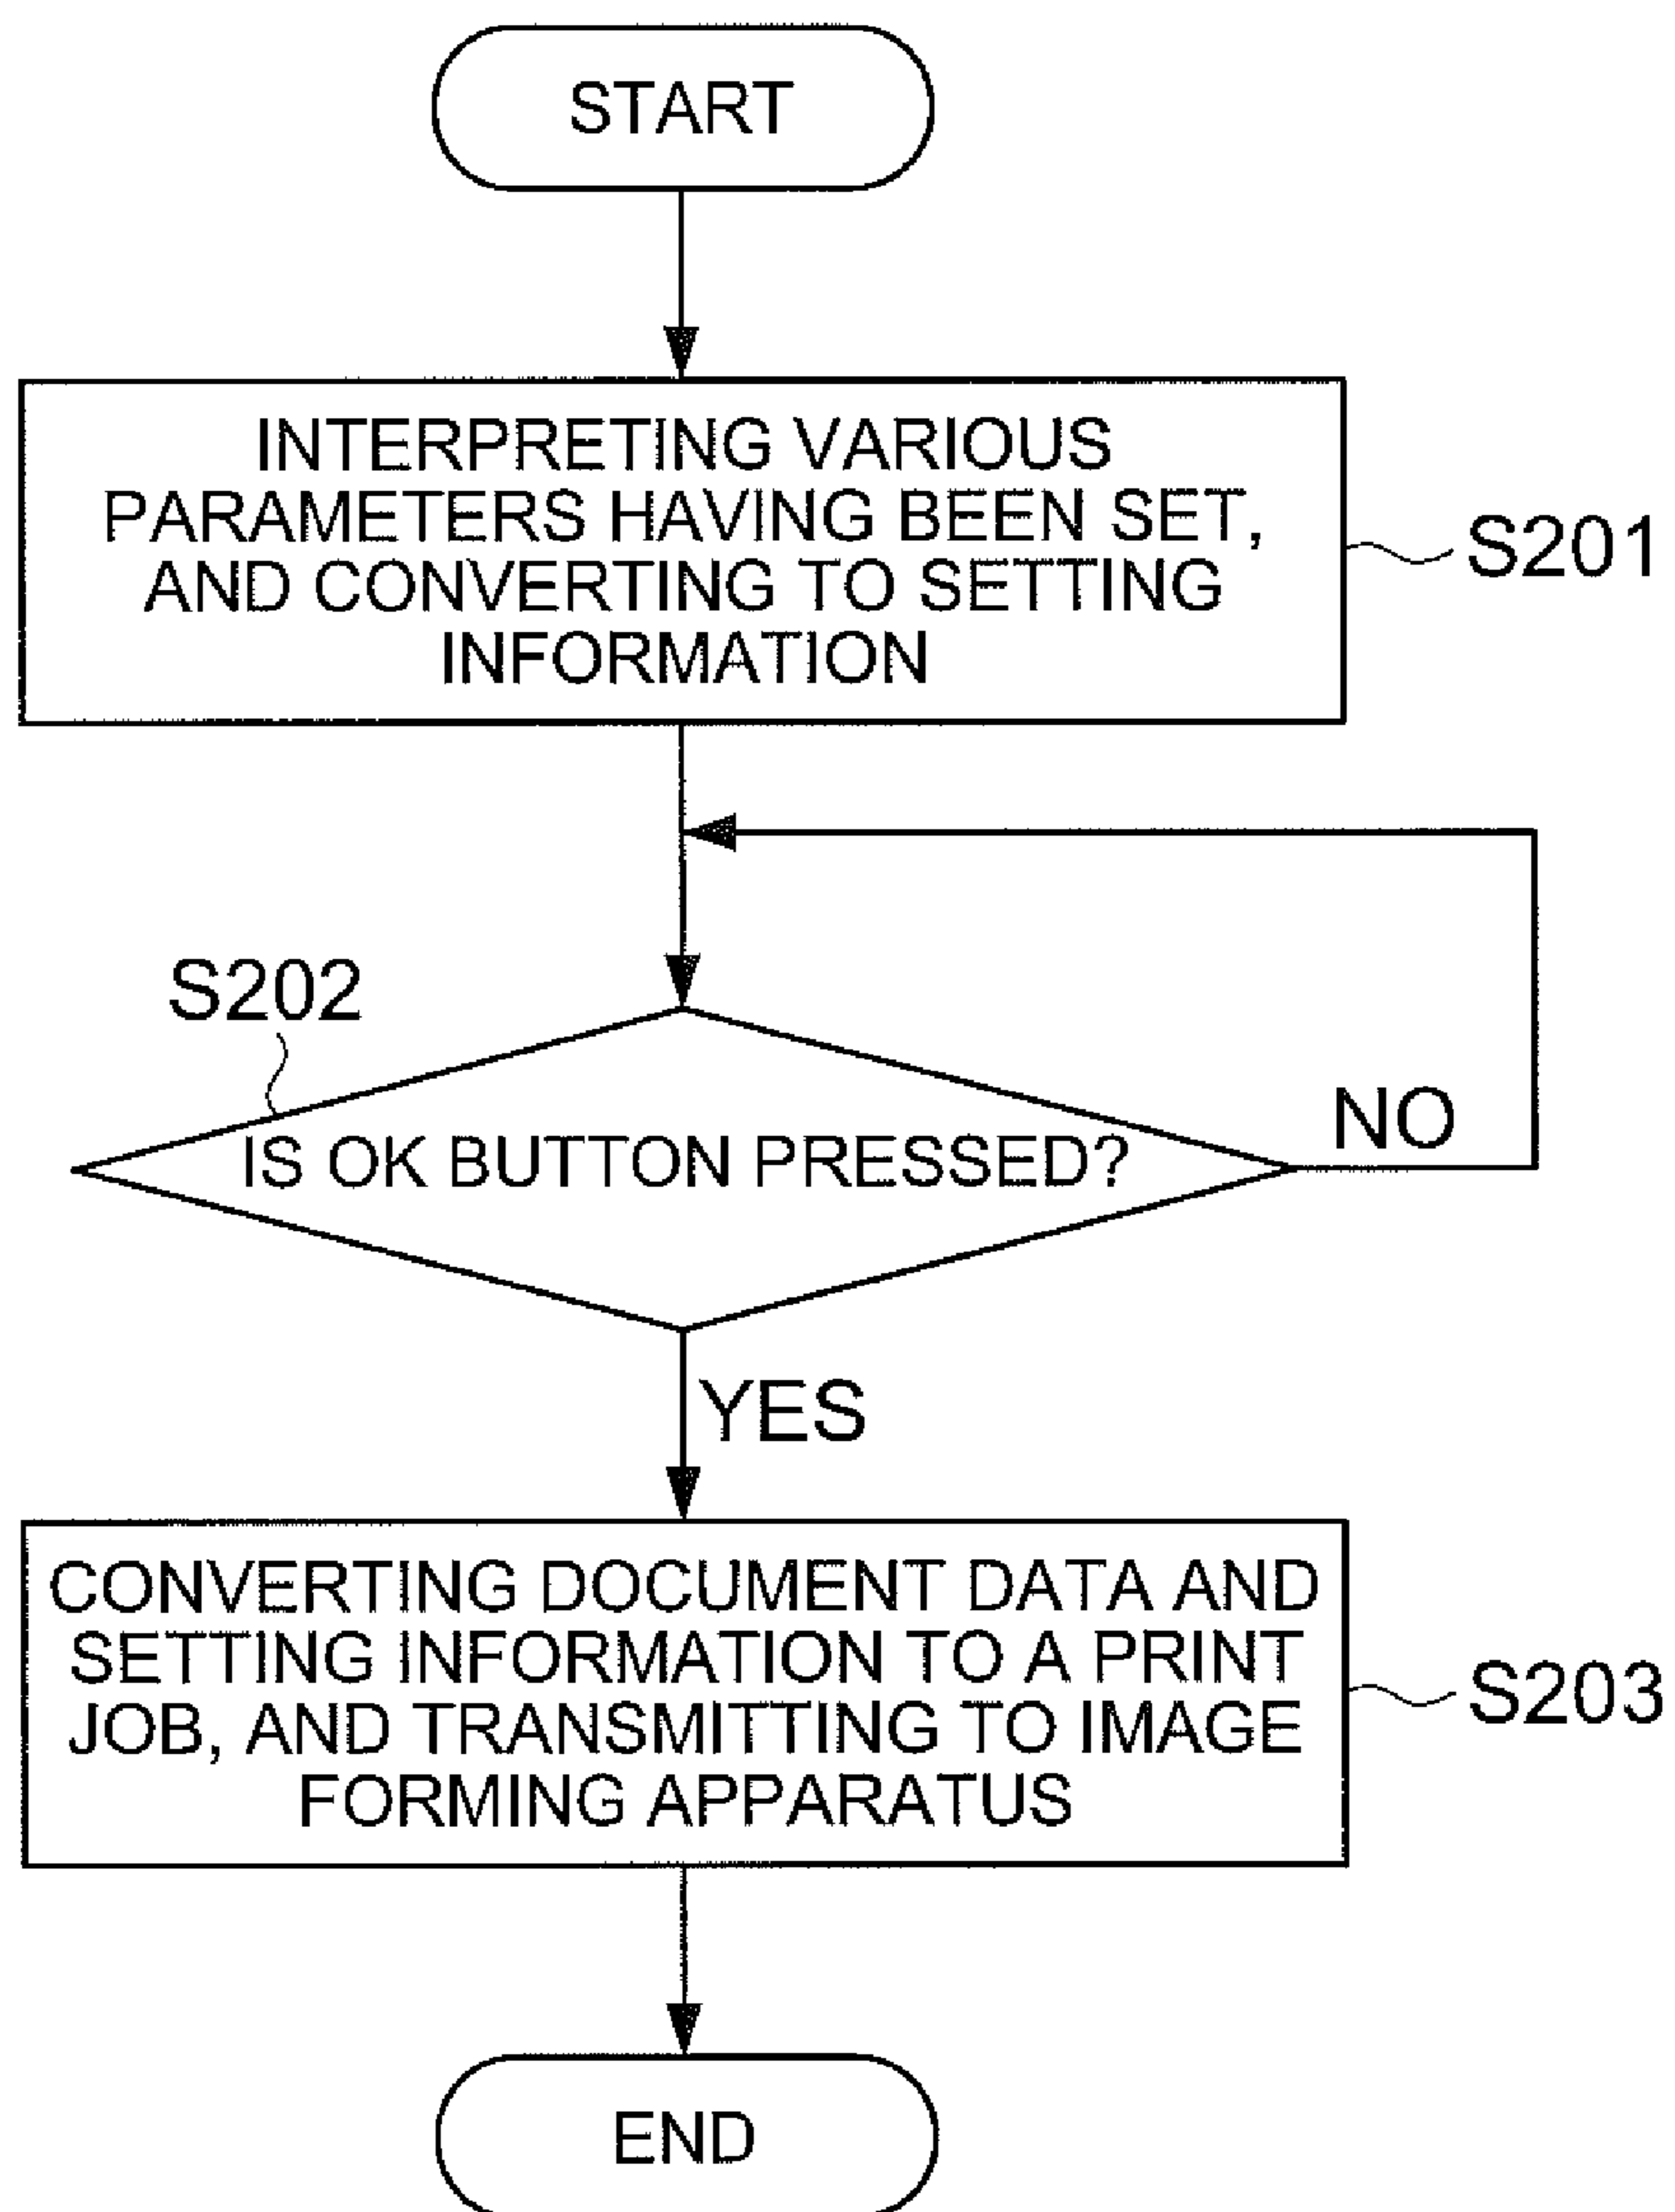 START
INTERPRETING VARIOUS
PARAMETERS HAVING BEEN SET,
AND CONVERTING TO SETTING
INFORMATION
S201
S202
IS OK BUTTON PRESSED?
NO
YES
CONVERTING DOCUMENT DATA AND
SETTING INFORMATION TO A PRINT
JOB, AND TRANSMITTING TO IMAGE
FORMING APPARATUS
S203
END